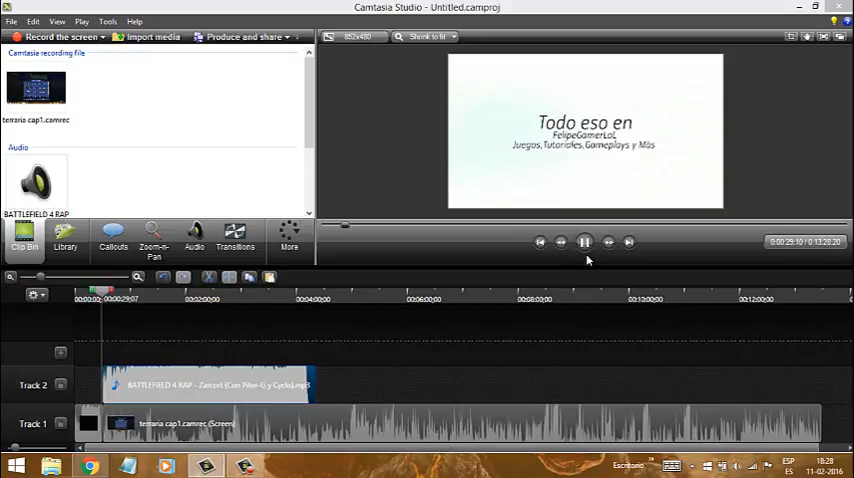 Camtasia Studio - Untitled.camproj
File Edit View Play Tools Help
Record the screen Import media Produce and share
852x480 Shrink to fit
Camtasia recording file
terraria cap1.camrec
Audio
BATTLEFIELD 4 RAP
Todo eso en
FelipeGamerLoL
Juegos,Tutoriales,Gameplays y Màs
Clip Bin Library Callouts Zoom-n-Pan Audio Transitions More
0:00:29;10 / 0:13:28;20
00:00:00; 00:00:29;07 00:02:00;00 00:04:00;00 00:06:00;00 00:08:00;00 00:10:00;00 00:12:00;00
Track 2 BATTLEFIELD 4 RAP - Zarcort (Con Piter-G y Cyclo).mp3
Track 1 terraria cap1.camrec (Screen)
Escritorio ESP ES 18:28 11-02-2016